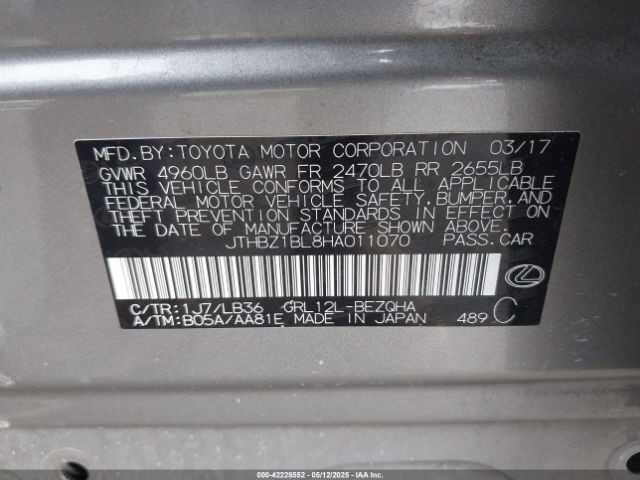 MFD.BY:TOYOTA MOTOR CORPORATION 03/17
GVWR 4960LB GAWR FR 2470LB RR 2655LB
THIS VEHICLE CONFORMS TO ALL APPLICABLE
FEDERAL MOTOR VEHICLE SAFETY,BUMPER,AND
THEFT PREVENTION STANDARDS IN EFFECT ON
THE DATE OF MANUFACTURE SHOWN ABOVE.
JTHBZ1BL8HA011070 PASS.CAR
C/TR:1J7/LB36 GRL12L-BEZQHA
A/TM:B05A/AA81E MADE IN JAPAN 489 C
000-42228552 - 05/12/2025 - IAAI.COM